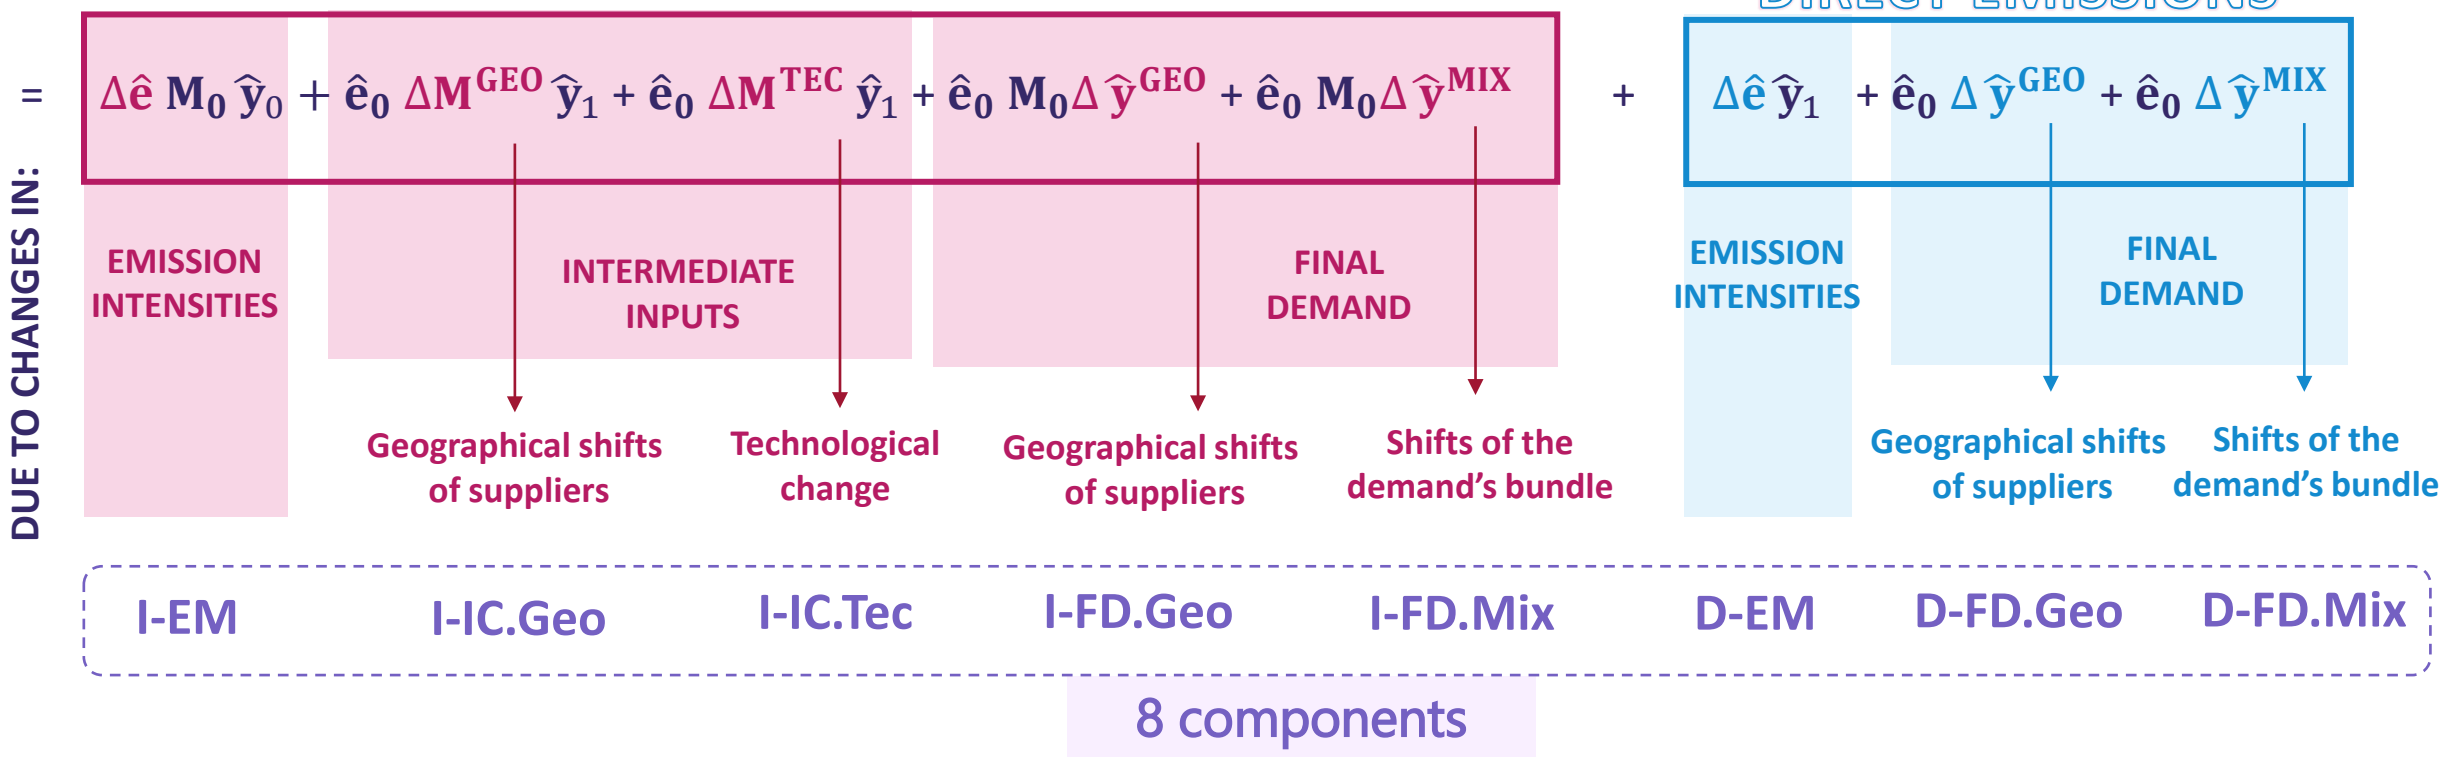 DIRECT EMISSIONS
= Δê M₀ ŷ₀ + ê₀ ΔM^GEO ŷ₁ + ê₀ ΔM^TEC ŷ₁ + ê₀ M₀Δ ŷ^GEO + ê₀ M₀Δ ŷ^MIX + Δê ŷ₁ + ê₀ Δ ŷ^GEO + ê₀ Δ ŷ^MIX
DUE TO CHANGES IN:
EMISSION
INTENSITIES
INTERMEDIATE
INPUTS
FINAL
DEMAND
EMISSION
INTENSITIES
FINAL
DEMAND
Geographical shifts
of suppliers
Technological
change
Geographical shifts
of suppliers
Shifts of the
demand’s bundle
Geographical shifts
of suppliers
Shifts of the
demand’s bundle
I-EM I-IC.Geo I-IC.Tec I-FD.Geo I-FD.Mix D-EM D-FD.Geo D-FD.Mix
8 components